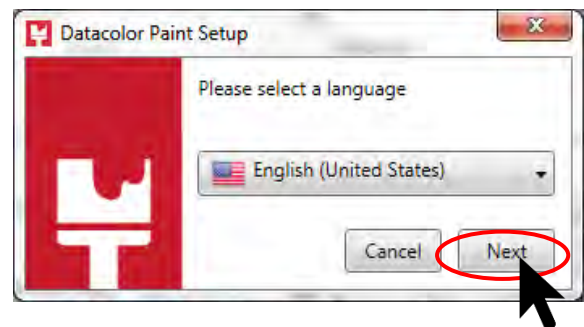 Datacolor Paint Setup
Please select a language
English (United States)
Cancel Next